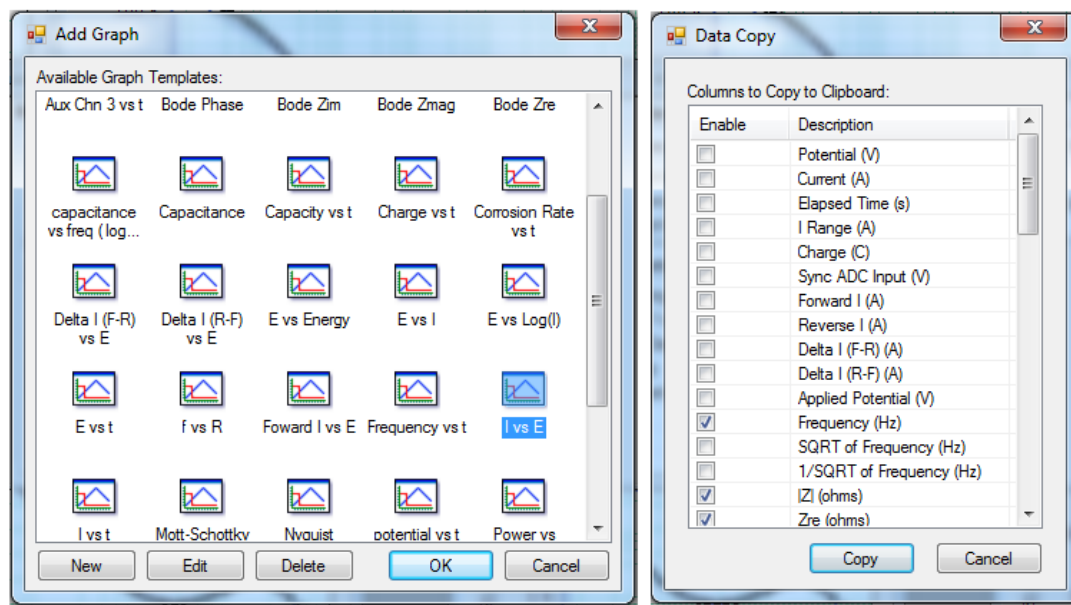 Add Graph
Available Graph Templates:
Aux Chn 3 vs t Bode Phase Bode Zim Bode Zmag Bode Zre
capacitance Capacitance Capacity vs t Charge vs t Corrosion Rate
vs freq ( log... vs t
Delta I (F-R) Delta I (R-F) E vs Energy E vs I E vs Log(I)
vs E vs E
E vs t f vs R Foward I vs E Frequency vs t I vs E
I vs t Mott-Schottky Nyquist potential vs t Power vs
New Edit Delete OK Cancel
Data Copy
Columns to Copy to Clipboard:
Enable Description
Potential (V)
Current (A)
Elapsed Time (s)
I Range (A)
Charge (C)
Sync ADC Input (V)
Forward I (A)
Reverse I (A)
Delta I (F-R) (A)
Delta I (R-F) (A)
Applied Potential (V)
Frequency (Hz)
SQRT of Frequency (Hz)
1/SQRT of Frequency (Hz)
|Z| (ohms)
Zre (ohms)
Copy Cancel